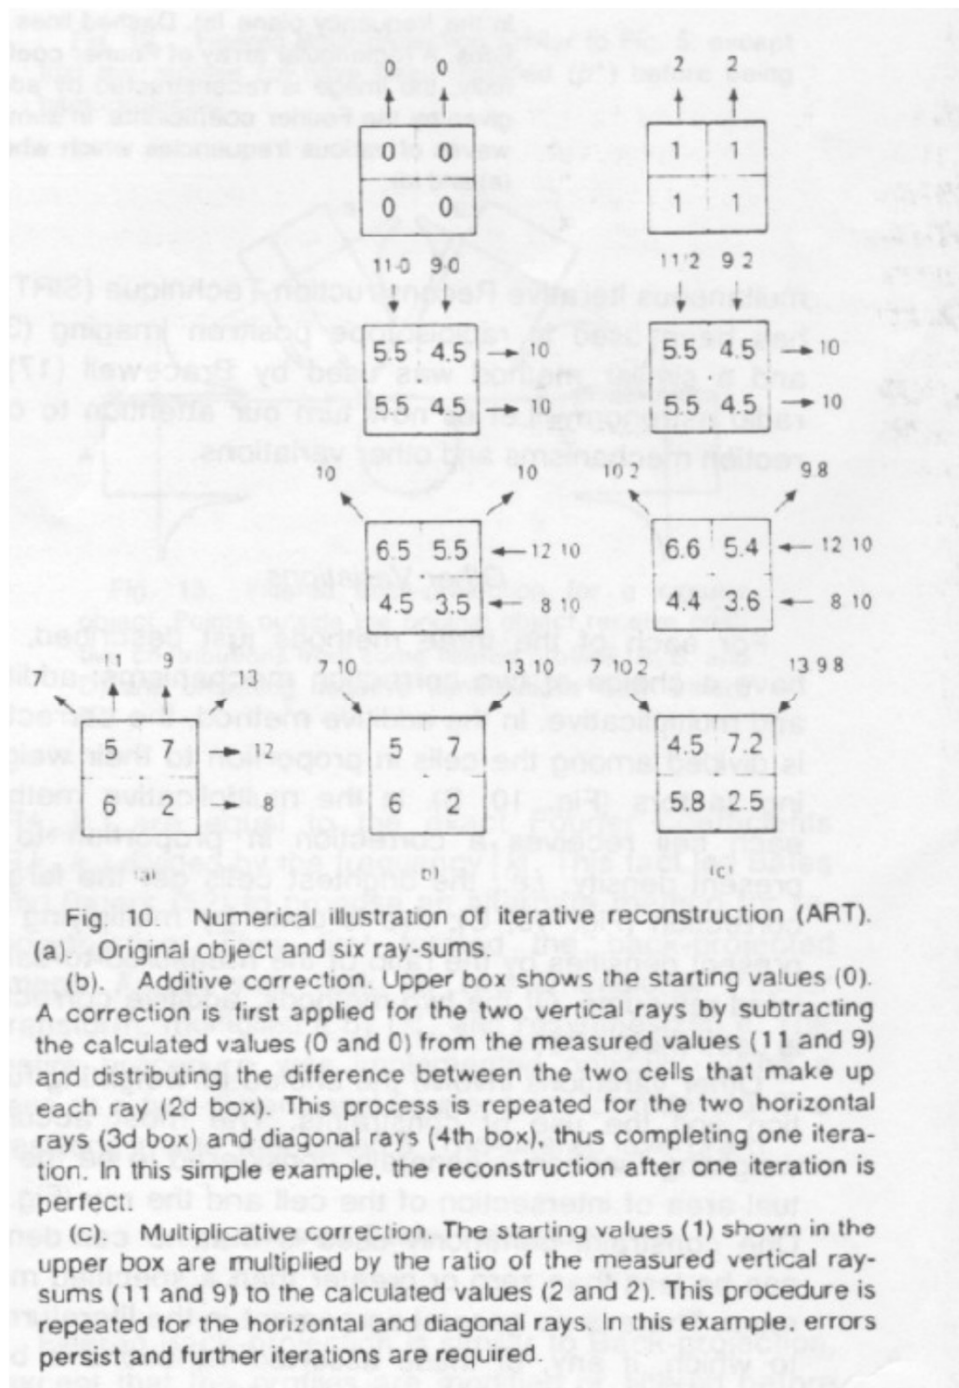 0 0 2 2
0 0 1 1
0 0 1 1
11 0 9 0 11 2 9 2
5.5 4.5 10 5.5 4.5 10
5.5 4.5 10 5.5 4.5 10
10 10 10 2 9 8
6.5 5.5 12 10 6.6 5.4 12 10
4.5 3.5 8 10 4.4 3.6 8 10
7 11 9 13 7 10 13 10 7 10 2 13 9 8
5 7 12 5 7 4.5 7.2
6 2 8 6 2 5.8 2.5
(a) b) (c)
Fig. 10. Numerical illustration of iterative reconstruction (ART).
(a). Original object and six ray-sums.
(b). Additive correction. Upper box shows the starting values (0).
A correction is first applied for the two vertical rays by subtracting
the calculated values (0 and 0) from the measured values (11 and 9)
and distributing the difference between the two cells that make up
each ray (2d box). This process is repeated for the two horizontal
rays (3d box) and diagonal rays (4th box), thus completing one itera-
tion. In this simple example, the reconstruction after one iteration is
perfect.
(c). Multiplicative correction. The starting values (1) shown in the
upper box are multiplied by the ratio of the measured vertical ray-
sums (11 and 9) to the calculated values (2 and 2). This procedure is
repeated for the horizontal and diagonal rays. In this example, errors
persist and further iterations are required.